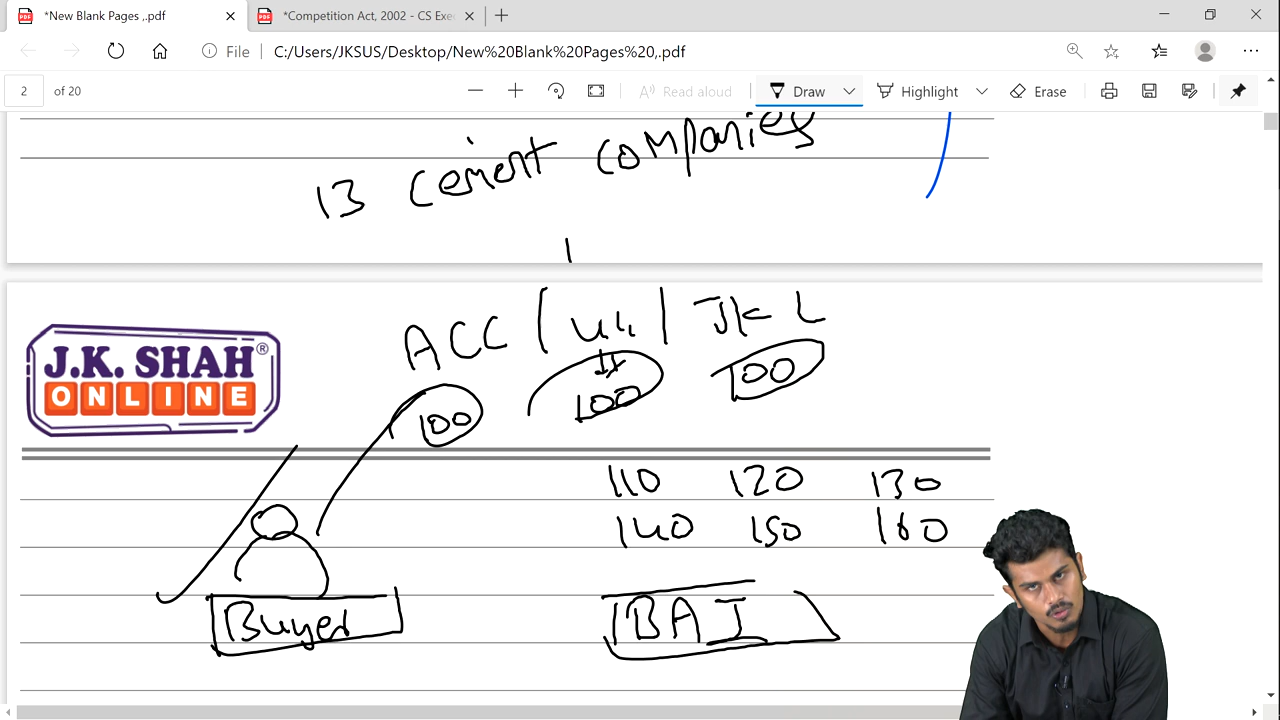 *New Blank Pages ,.pdf
*Competition Act, 2002 - CS Exec
File C:/Users/JKSUS/Desktop/New%20Blank%20Pages%20,.pdf
2 of 20
Read aloud Draw Highlight Erase
13 cement companies
ACC | | JK L
100 100 100
J.K. SHAH®
ONLINE
110 120 130
140 150 160
Buyer BAI